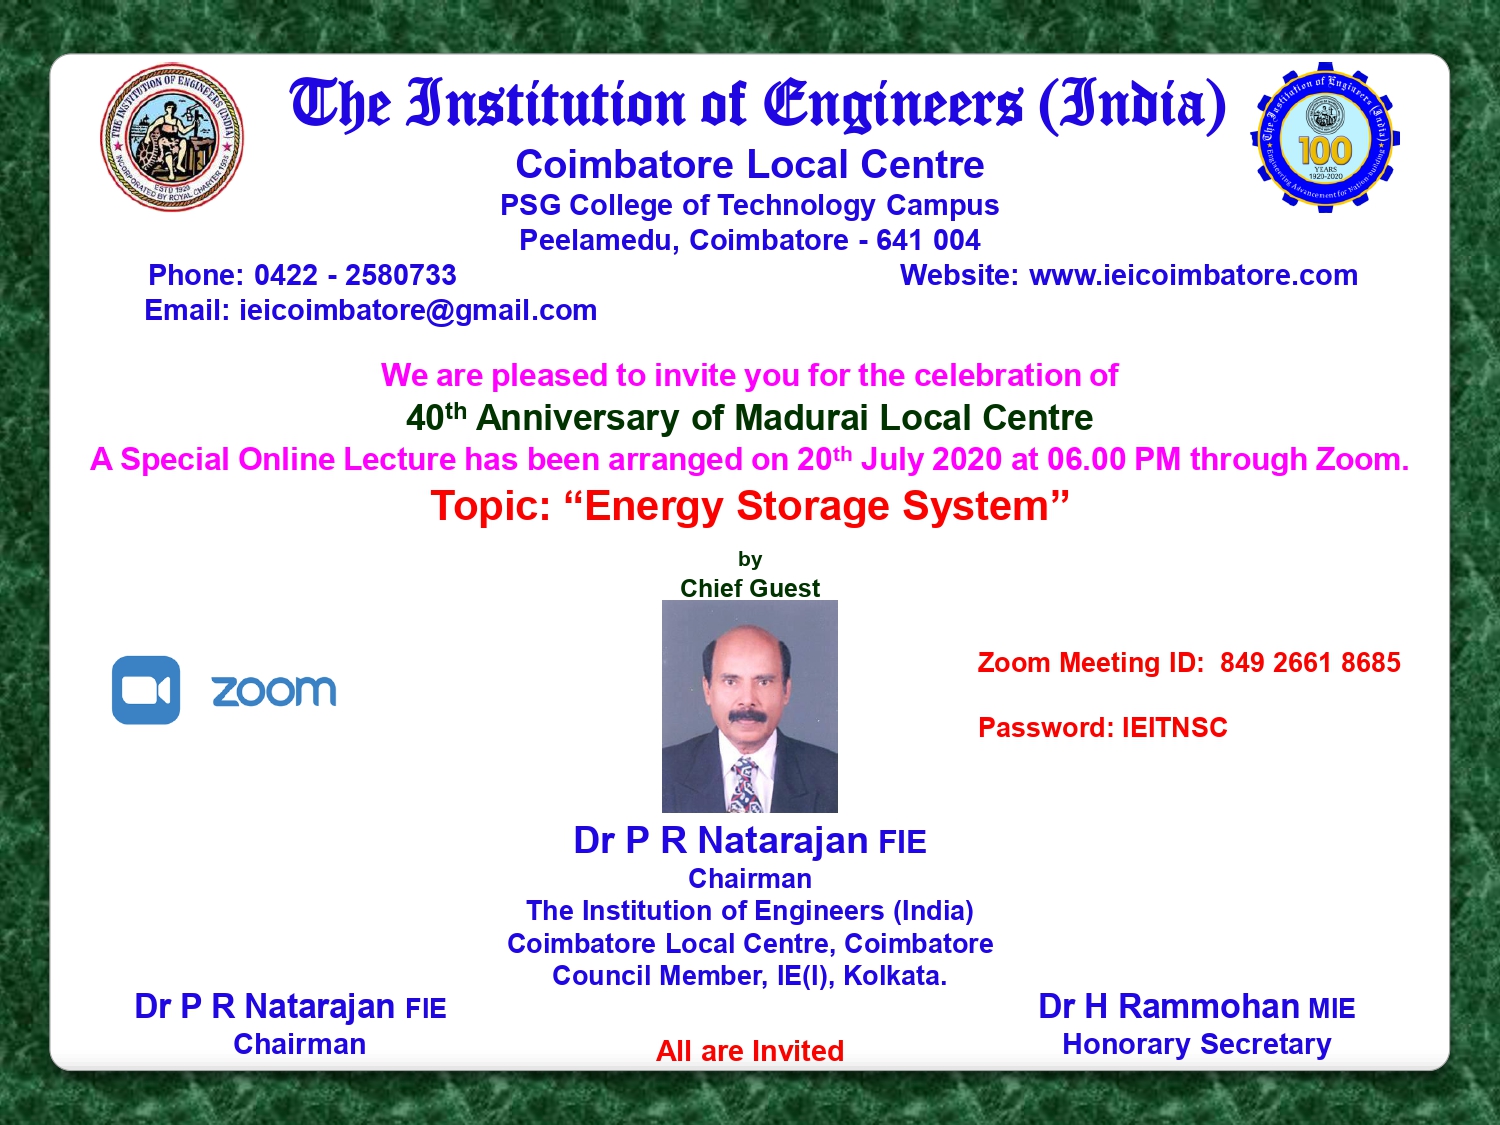 The Institution of Engineers (India)
THE INSTITUTION OF ENGINEERS (INDIA)
INCORPORATED BY ROYAL CHARTER 1935
ESTD 1920
The Institution of Engineers (India)
100
YEARS
1920-2020
Engineering Advancement for Nation-building
Coimbatore Local Centre
PSG College of Technology Campus
Peelamedu, Coimbatore - 641 004
Phone: 0422 - 2580733 Website: www.ieicoimbatore.com
Email: ieicoimbatore@gmail.com
We are pleased to invite you for the celebration of
40th Anniversary of Madurai Local Centre
A Special Online Lecture has been arranged on 20th July 2020 at 06.00 PM through Zoom.
Topic: “Energy Storage System”
by
Chief Guest
zoom
Zoom Meeting ID: 849 2661 8685
Password: IEITNSC
Dr P R Natarajan FIE
Chairman
The Institution of Engineers (India)
Coimbatore Local Centre, Coimbatore
Council Member, IE(I), Kolkata.
Dr P R Natarajan FIE
Chairman
All are Invited
Dr H Rammohan MIE
Honorary Secretary